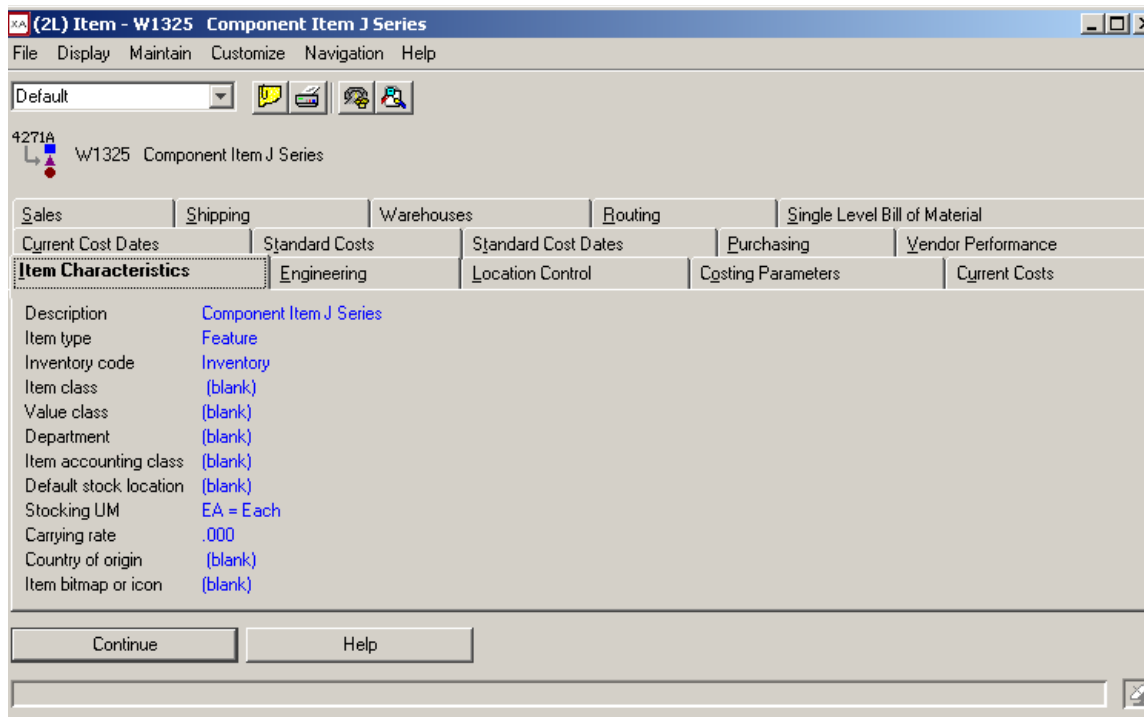 XA (2L) Item - W1325 Component Item J Series
File Display Maintain Customize Navigation Help
Default
4271A
W1325 Component Item J Series
Sales Shipping Warehouses Routing Single Level Bill of Material
Current Cost Dates Standard Costs Standard Cost Dates Purchasing Vendor Performance
Item Characteristics Engineering Location Control Costing Parameters Current Costs
Description Component Item J Series
Item type Feature
Inventory code Inventory
Item class (blank)
Value class (blank)
Department (blank)
Item accounting class (blank)
Default stock location (blank)
Stocking UM EA = Each
Carrying rate .000
Country of origin (blank)
Item bitmap or icon (blank)
Continue Help